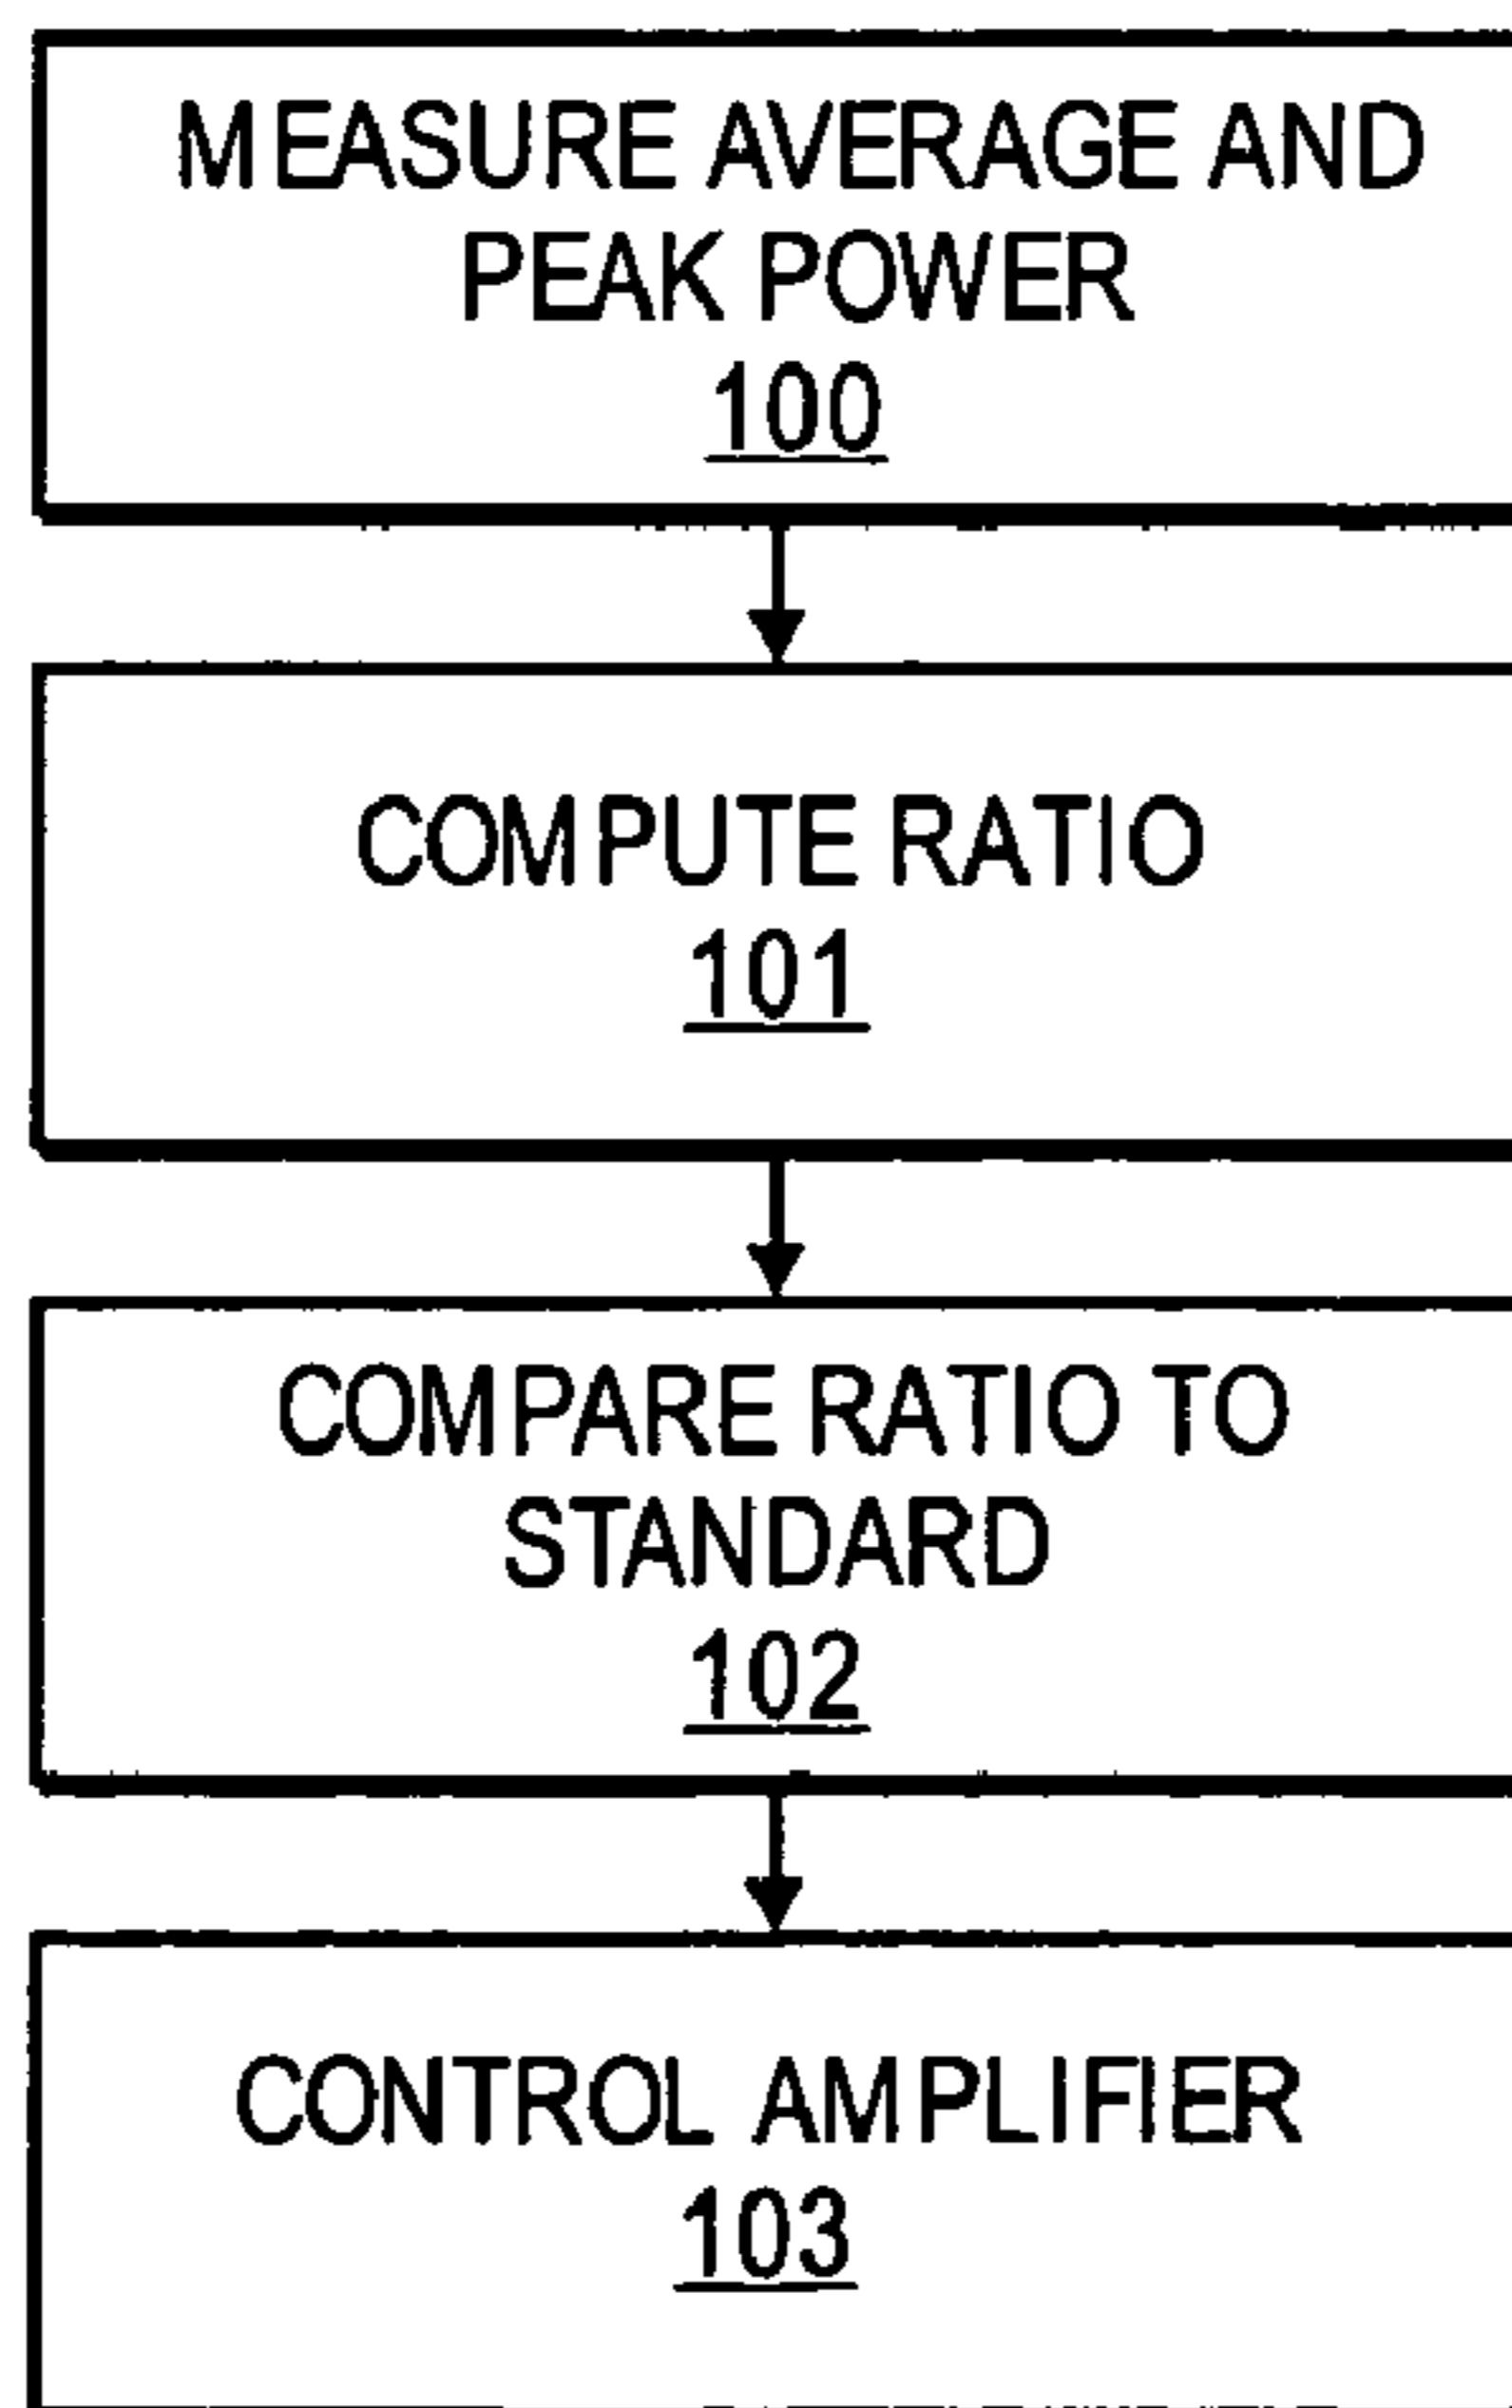 MEASURE AVERAGE AND
PEAK POWER
100
COMPUTE RATIO
101
COMPARE RATIO TO
STANDARD
102
CONTROL AMPLIFIER
103